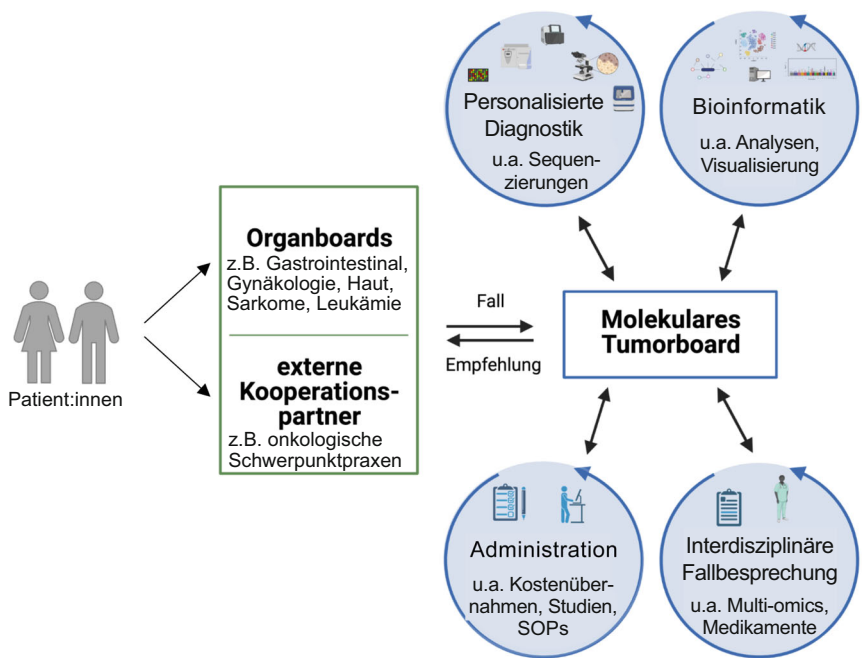 Personalisierte
Diagnostik
u.a. Sequen-
zierungen
Bioinformatik
u.a. Analysen,
Visualisierung
Organboards
z.B. Gastrointestinal,
Gynäkologie, Haut,
Sarkome, Leukämie
externe
Kooperations-
partner
z.B. onkologische
Schwerpunktpraxen
Patient:innen
Fall
Empfehlung
Molekulares
Tumorboard
Administration
u.a. Kostenüber-
nahmen, Studien,
SOPs
Interdisziplinäre
Fallbesprechung
u.a. Multi-omics,
Medikamente